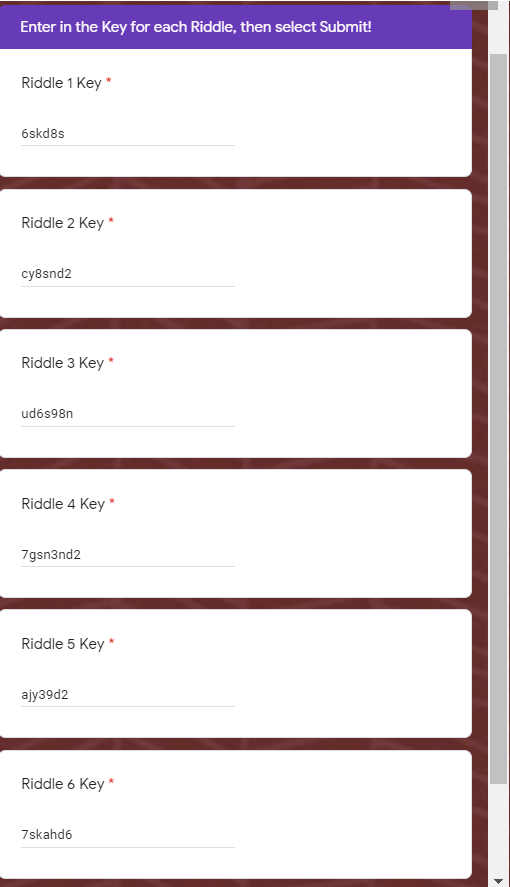 Enter in the Key for each Riddle, then select Submit!
Riddle 1 Key *
6skd8s
Riddle 2 Key *
cy8snd2
Riddle 3 Key *
ud6s98n
Riddle 4 Key *
7gsn3nd2
Riddle 5 Key *
ajy39d2
Riddle 6 Key *
7skahd6